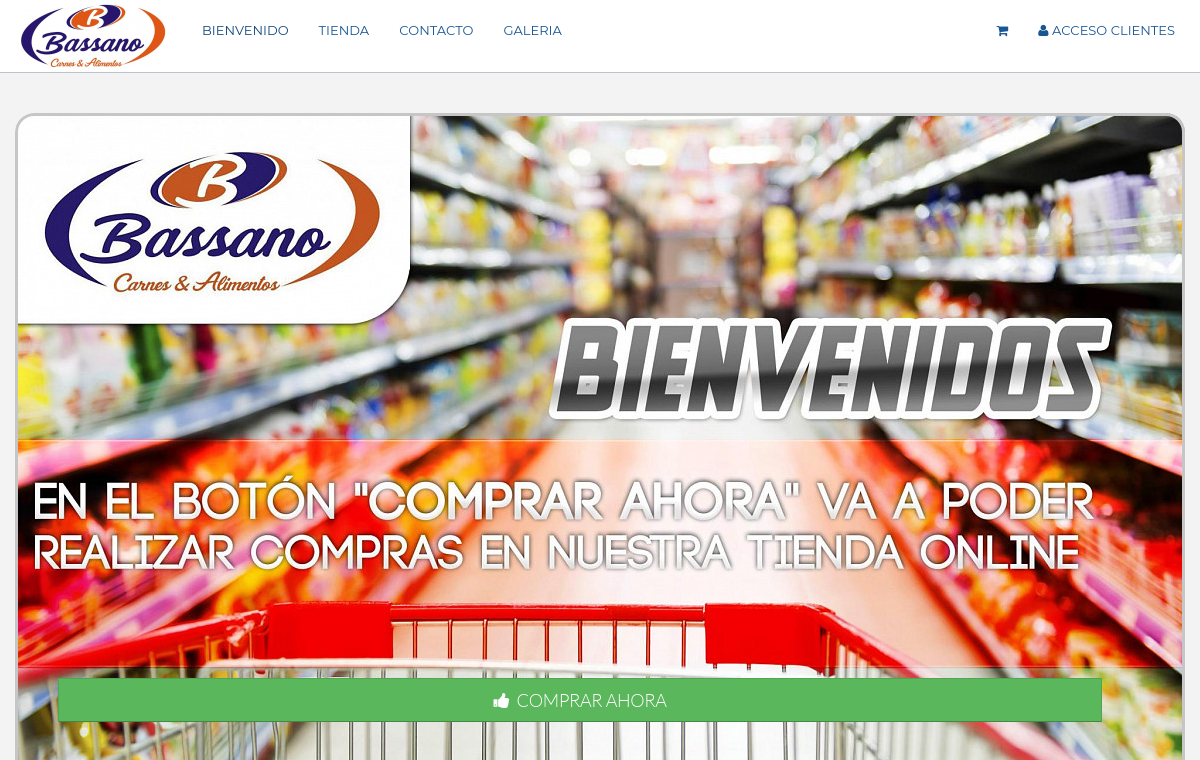 B
Bassano
Carnes & Alimentos
BIENVENIDO
TIENDA
CONTACTO
GALERIA
ACCESO CLIENTES
B
Bassano
Carnes & Alimentos
BIENVENIDOS
EN EL BOTÓN "COMPRAR AHORA" VA A PODER
REALIZAR COMPRAS EN NUESTRA TIENDA ONLINE
COMPRAR AHORA